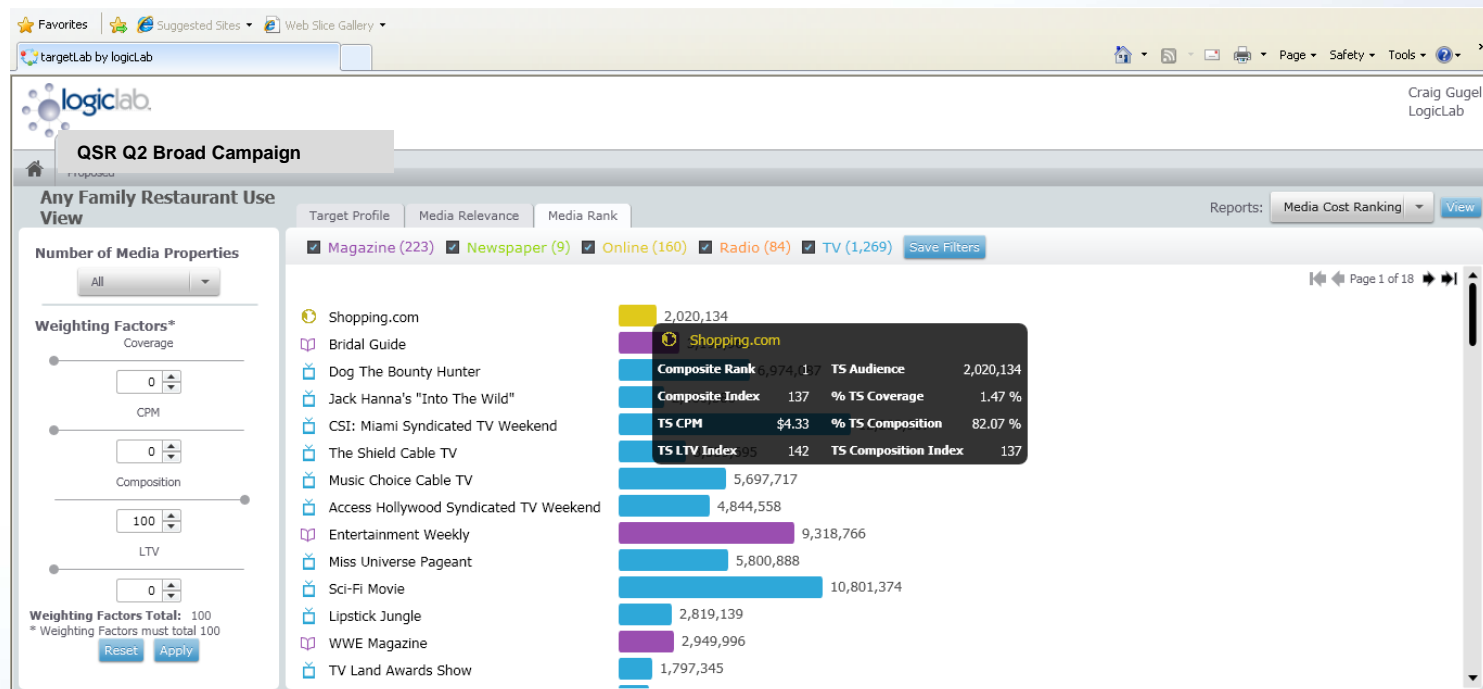 Favorites Suggested Sites Web Slice Gallery
targetLab by logicLab Page Safety Tools
logiclab.
Craig Gugel
LogicLab
QSR Q2 Broad Campaign
Proposed
Any Family Restaurant Use
View
Target Profile Media Relevance Media Rank Reports: Media Cost Ranking View
Magazine (223) Newspaper (9) Online (160) Radio (84) TV (1,269) Save Filters
Number of Media Properties
All
Page 1 of 18
Weighting Factors*
Coverage
0
CPM
0
Composition
100
LTV
0
Weighting Factors Total: 100
* Weighting Factors must total 100
Reset Apply
Shopping.com 2,020,134
Bridal Guide
Dog The Bounty Hunter
Jack Hanna's "Into The Wild"
CSI: Miami Syndicated TV Weekend
The Shield Cable TV
Music Choice Cable TV 5,697,717
Access Hollywood Syndicated TV Weekend 4,844,558
Entertainment Weekly 9,318,766
Miss Universe Pageant 5,800,888
Sci-Fi Movie 10,801,374
Lipstick Jungle 2,819,139
WWE Magazine 2,949,996
TV Land Awards Show 1,797,345
Shopping.com
Composite Rank 1 TS Audience 2,020,134
Composite Index 137 % TS Coverage 1.47 %
TS CPM $4.33 % TS Composition 82.07 %
TS LTV Index 142 TS Composition Index 137